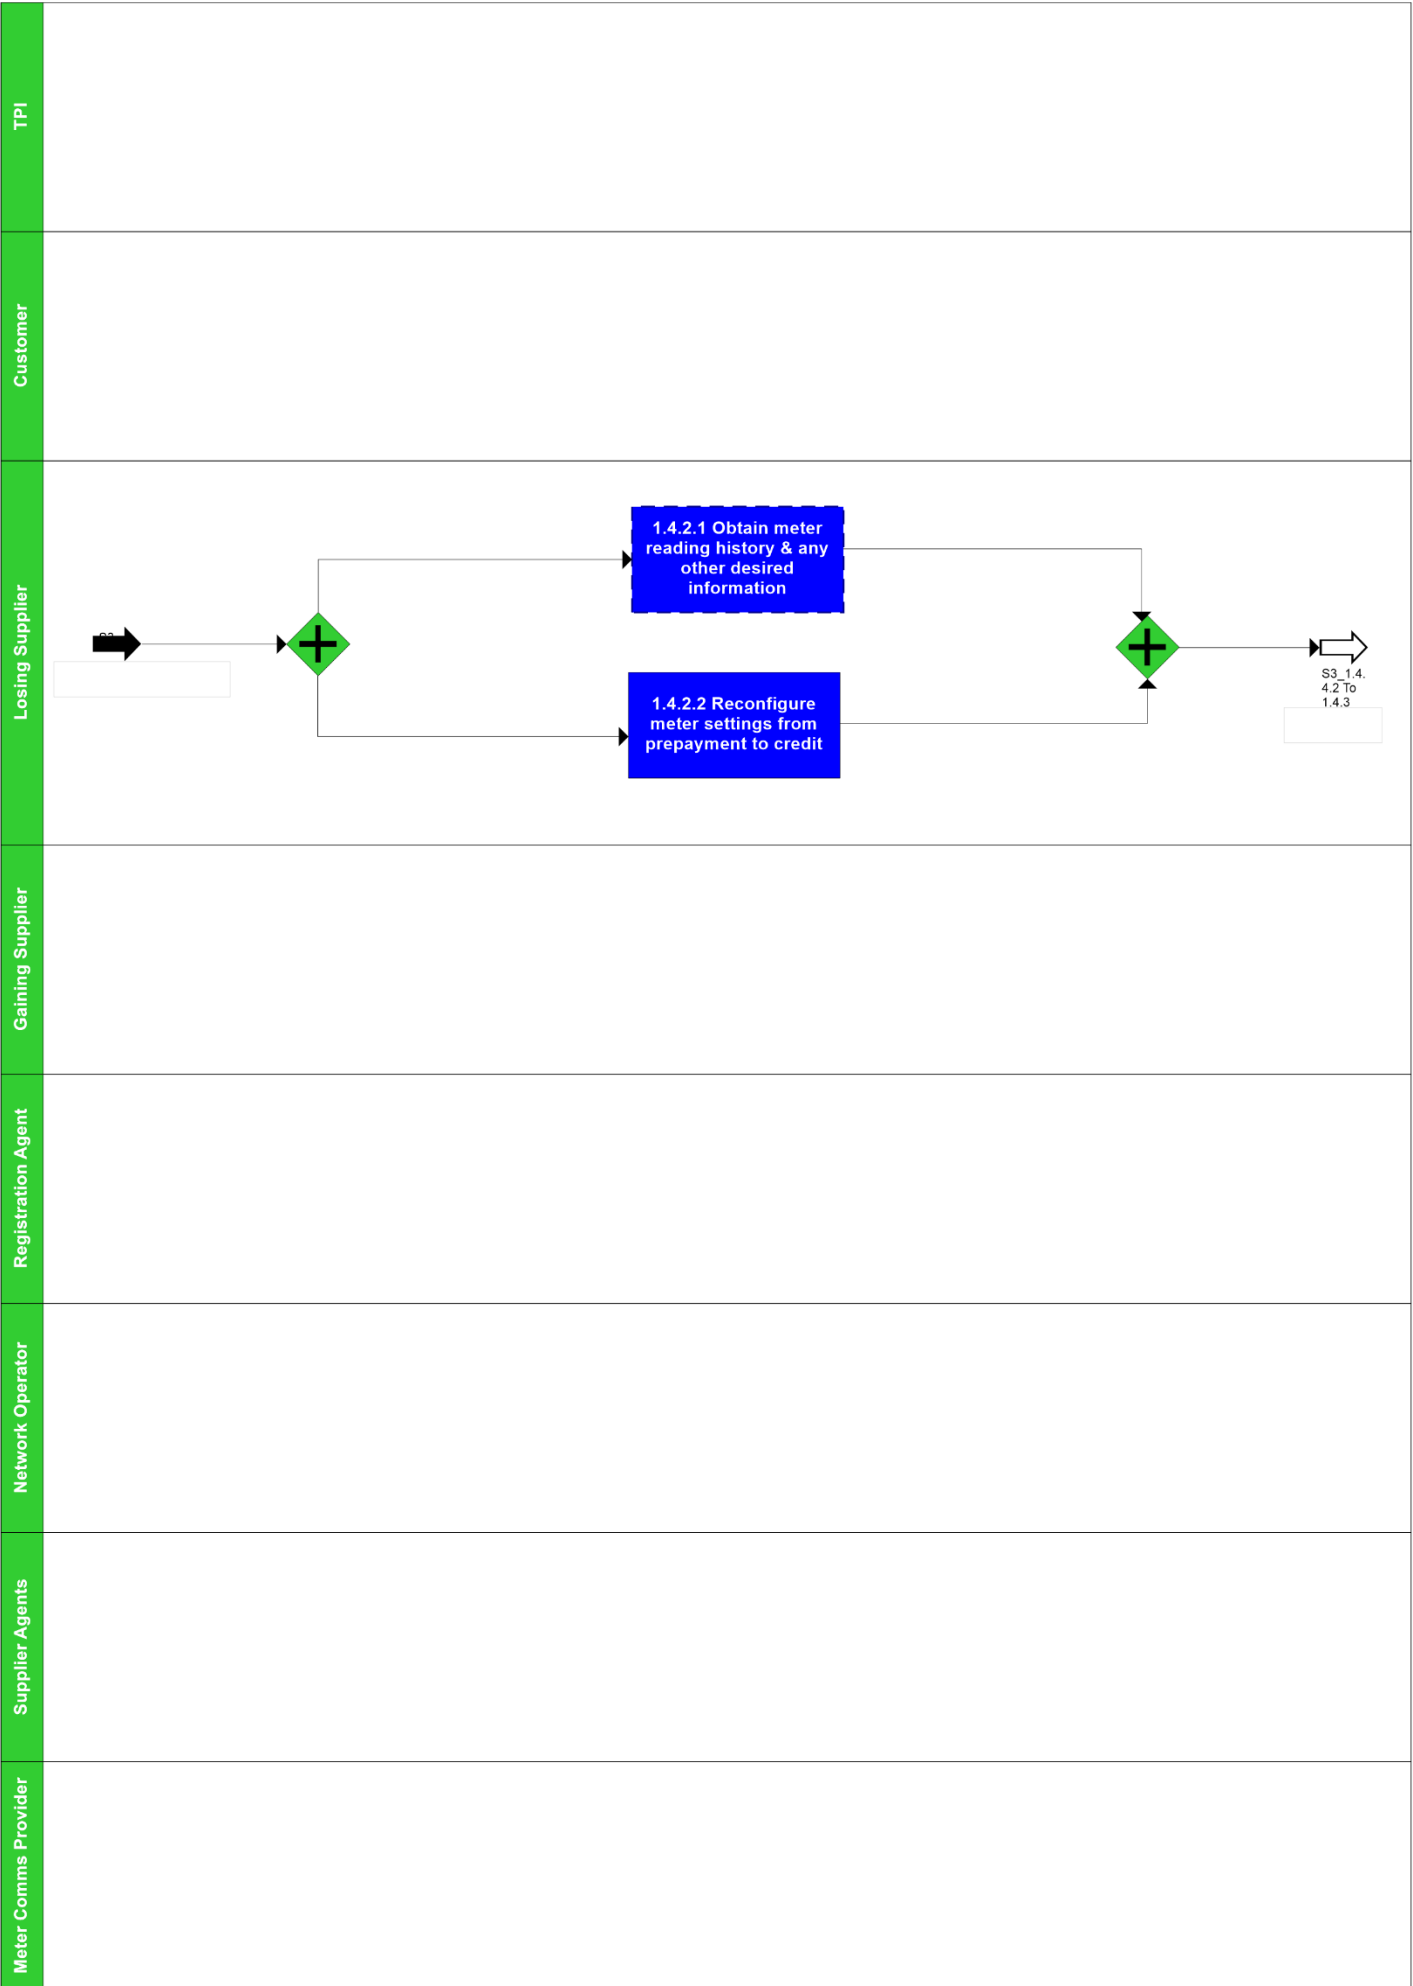 TPI
Customer
Losing Supplier
1.4.2.1 Obtain meter
reading history & any
other desired
information
1.4.2.2 Reconfigure
meter settings from
prepayment to credit
S3_1.4.
4.2 To
1.4.3
Gaining Supplier
Registration Agent
Network Operator
Supplier Agents
Meter Comms Provider